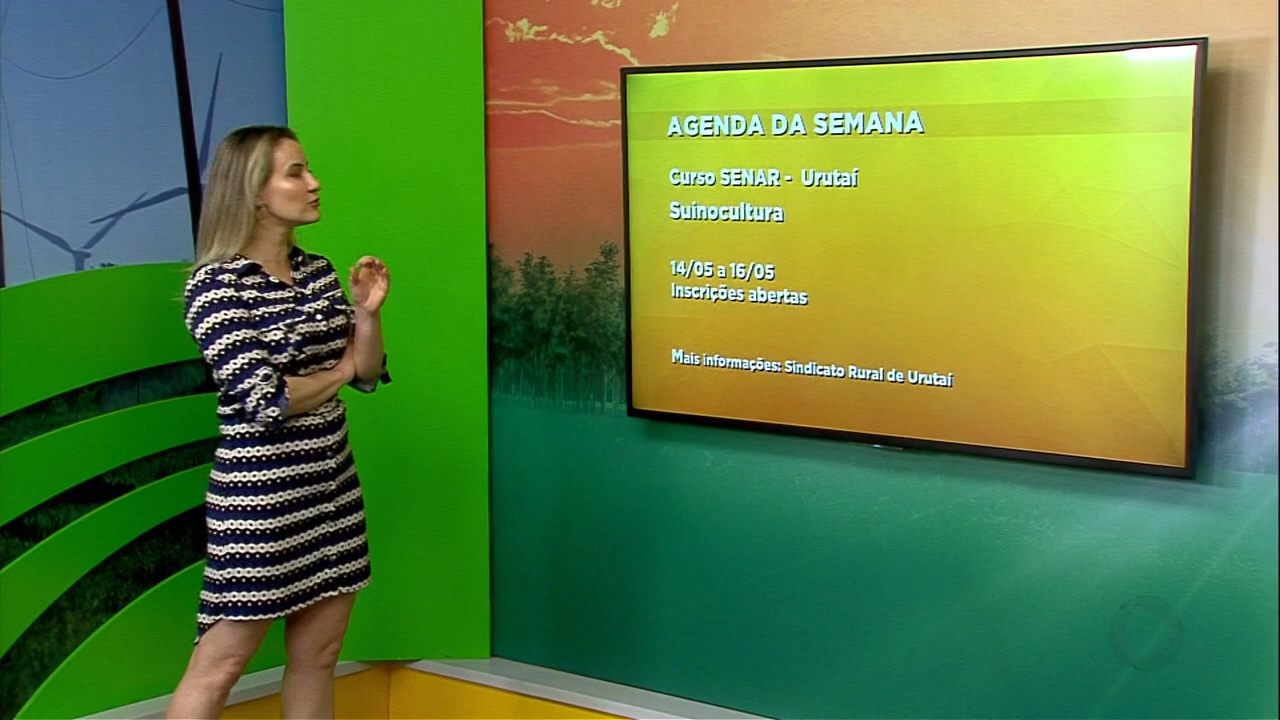 AGENDA DA SEMANA
Curso SENAR - Urutaí
Suinocultura
14/05 a 16/05
Inscrições abertas
Mais informações: Sindicato Rural de Urutaí